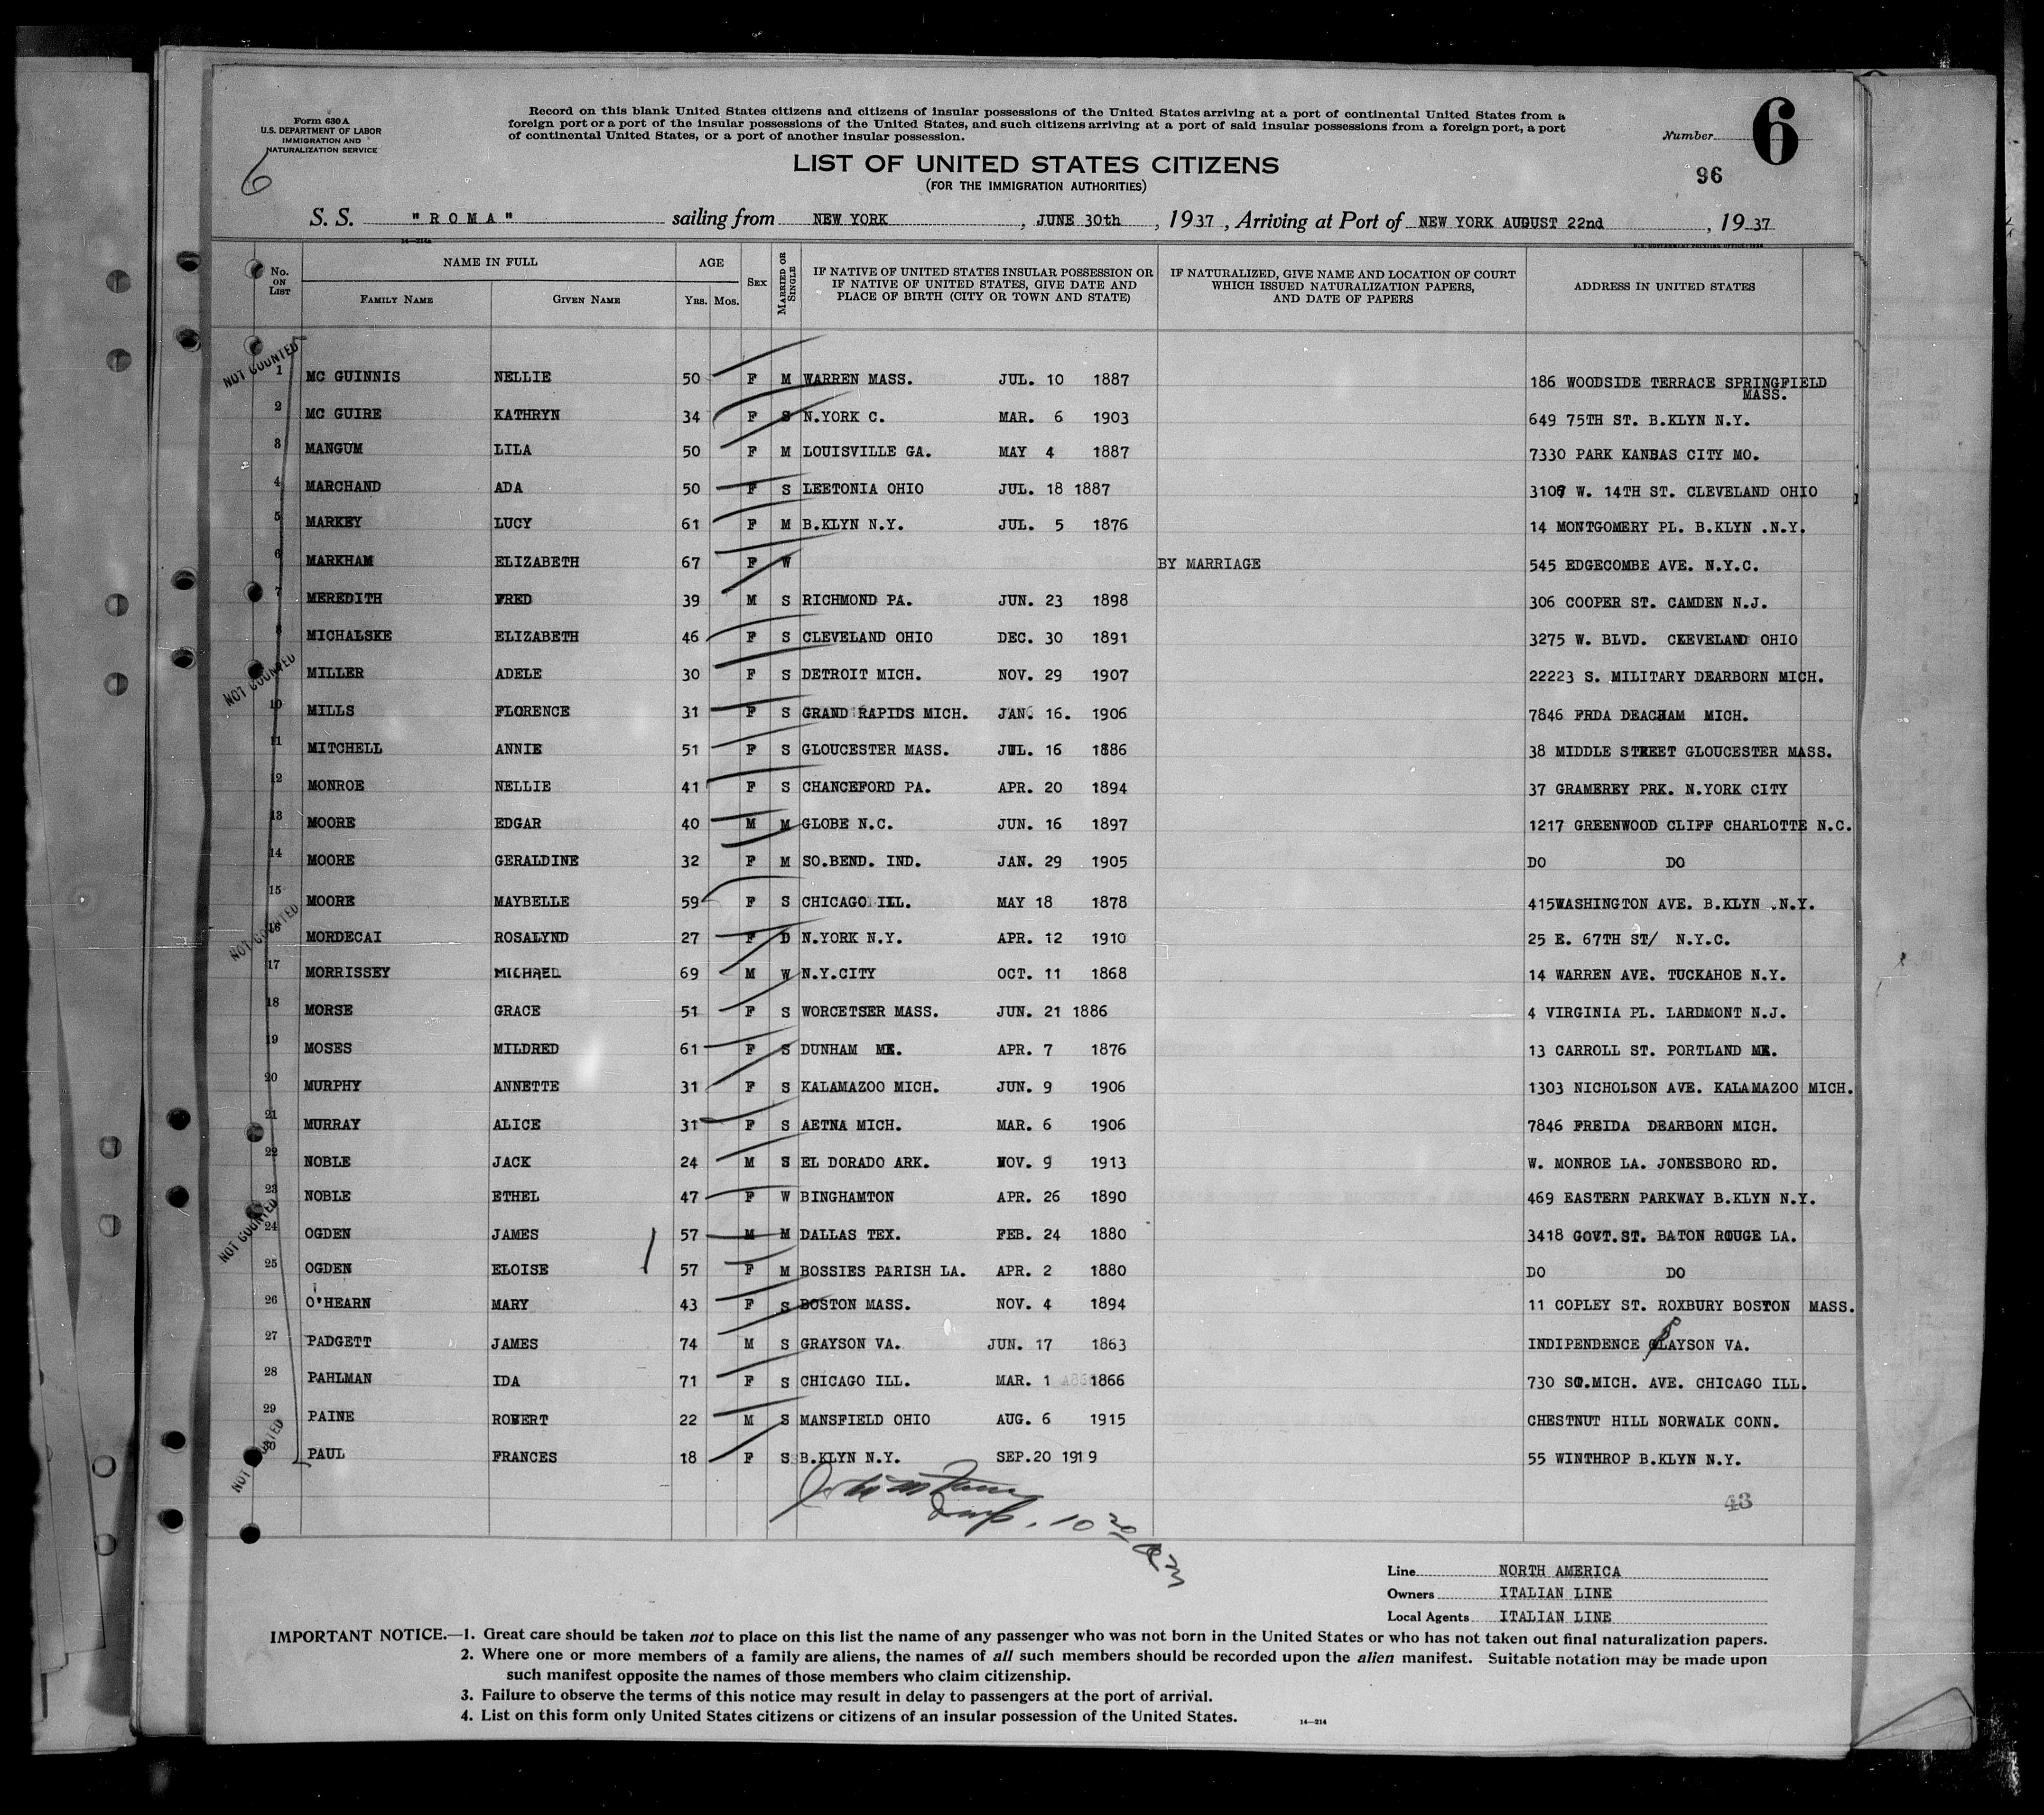 Form 630 A
U.S. DEPARTMENT OF LABOR
IMMIGRATION AND
NATURALIZATION SERVICE
6
Record on this blank United States citizens and citizens of insular possessions of the United States arriving at a port of continental United States from a
foreign port or a port of the insular possessions of the United States, and such citizens arriving at a port of said insular possessions from a foreign port, a port
of continental United States, or a port of another insular possession.
Number 6
LIST OF UNITED STATES CITIZENS
(FOR THE IMMIGRATION AUTHORITIES)
96
S. S. "ROMA" sailing from NEW YORK, JUNE 30th, 1937, Arriving at Port of NEW YORK AUGUST 22nd, 1937
14—214a
No. ON LIST NAME IN FULL FAMILY NAME GIVEN NAME AGE YRS. MOS. SEX MARRIED OR SINGLE IF NATIVE OF UNITED STATES INSULAR POSSESSION OR IF NATIVE OF UNITED STATES, GIVE DATE AND PLACE OF BIRTH (CITY OR TOWN AND STATE) IF NATURALIZED, GIVE NAME AND LOCATION OF COURT WHICH ISSUED NATURALIZATION PAPERS, AND DATE OF PAPERS ADDRESS IN UNITED STATES
NOT COUNTED
1 MC GUINNIS NELLIE 50 F M WARREN MASS. JUL. 10 1887 186 WOODSIDE TERRACE SPRINGFIELD
MASS.
2 MC GUIRE KATHRYN 34 F S N.YORK C. MAR. 6 1903 649 75TH ST. B.KLYN N.Y.
3 MANGUM LILA 50 F M LOUISVILLE GA. MAY 4 1887 7330 PARK KANSAS CITY MO.
4 MARCHAND ADA 50 F S LEETONIA OHIO JUL. 18 1887 W. 14TH ST. CLEVELAND OHIO
5 MARKEY LUCY 61 F M B.KLYN N.Y. JUL. 5 1876 14 MONTGOMERY PL. B.KLYN .N.Y.
6 MARKHAM ELIZABETH 67 F W BY MARRIAGE 545 EDGECOMBE AVE. N.Y.C.
7 MEREDITH FRED 39 M S RICHMOND PA. JUN. 23 1898 306 COOPER ST. CAMDEN N.J.
8 MICHALSKE ELIZABETH 46 F S CLEVELAND OHIO DEC. 30 1891 3275 W. BLVD. CKEVELAND OHIO
NOT COUNTED
MILLER ADELE 30 F S DETROIT MICH. NOV. 29 1907 22223 S. MILITARY DEARBORN MICH.
10 MILLS FLORENCE 31 F S GRAND RAPIDS MICH. JAN. 16. 1906 7846 FRDA DEACHAM MICH.
11 MITCHELL ANNIE 51 F S GLOUCESTER MASS. JUL. 16 1886 38 MIDDLE STREET GLOUCESTER MASS.
12 MONROE NELLIE 41 F S CHANCEFORD PA. APR. 20 1894 37 GRAMEREY PRK. N.YORK CITY
13 MOORE EDGAR 40 M M GLOBE N.C. JUN. 16 1897 1217 GREENWOOD CLIFF CHARLOTTE N.C.
14 MOORE GERALDINE 32 F M SO.BEND. IND. JAN. 29 1905 DO DO
15 MOORE MAYBELLE 59 F S CHICAGO ILL. MAY 18 1878 415WASHINGTON AVE. B.KLYN .N.Y.
NOT COUNTED
16 MORDECAI ROSALYND 27 F D N.YORK N.Y. APR. 12 1910 25 E. 67TH ST/ N.Y.C.
17 MORRISSEY MICHAEL 69 M W N.Y.CITY OCT. 11 1868 14 WARREN AVE. TUCKAHOE N.Y.
18 MORSE GRACE 51 F S WORCETSER MASS. JUN. 21 1886 4 VIRGINIA PL. LARDMONT N.J.
19 MOSES MILDRED 61 F S DUNHAM ME. APR. 7 1876 13 CARROLL ST. PORTLAND ME.
20 MURPHY ANNETTE 31 F S KALAMAZOO MICH. JUN. 9 1906 1303 NICHOLSON AVE. KALAMAZOO MICH.
21 MURRAY ALICE 31 F S AETNA MICH. MAR. 6 1906 7846 FREIDA DEARBORN MICH.
22 NOBLE JACK 24 M S EL DORADO ARK. NOV. 9 1913 W. MONROE LA. JONESBORO RD.
23 NOBLE ETHEL 47 F W BINGHAMTON APR. 26 1890 469 EASTERN PARKWAY B.KLYN N.Y.
NOT COUNTED
24 OGDEN JAMES 57 M M DALLAS TEX. FEB. 24 1880 3418 GOVT.ST. BATON ROUGE LA.
25 OGDEN ELOISE 57 F M BOSSIES PARISH LA. APR. 2 1880 DO DO
26 O'HEARN MARY 43 F S BOSTON MASS. NOV. 4 1894 11 COPLEY ST. ROXBURY BOSTON MASS.
27 PADGETT JAMES 74 M S GRAYSON VA. JUN. 17 1863 INDIPENDENCE GRAYSON VA.
28 PAHLMAN IDA 71 F S CHICAGO ILL. MAR. 1 1866 730 SO.MICH. AVE. CHICAGO ILL.
29 PAINE ROBERT 22 M S MANSFIELD OHIO AUG. 6 1915 CHESTNUT HILL NORWALK CONN.
NOT COUNTED
30 PAUL FRANCES 18 F S B.KLYN N.Y. SEP.20 1919 55 WINTHROP B.KLYN N.Y.
43
Line NORTH AMERICA
Owners ITALIAN LINE
Local Agents ITALIAN LINE
IMPORTANT NOTICE.—1. Great care should be taken not to place on this list the name of any passenger who was not born in the United States or who has not taken out final naturalization papers.
2. Where one or more members of a family are aliens, the names of all such members should be recorded upon the alien manifest. Suitable notation may be made upon
such manifest opposite the names of those members who claim citizenship.
3. Failure to observe the terms of this notice may result in delay to passengers at the port of arrival.
4. List on this form only United States citizens or citizens of an insular possession of the United States.
14—214